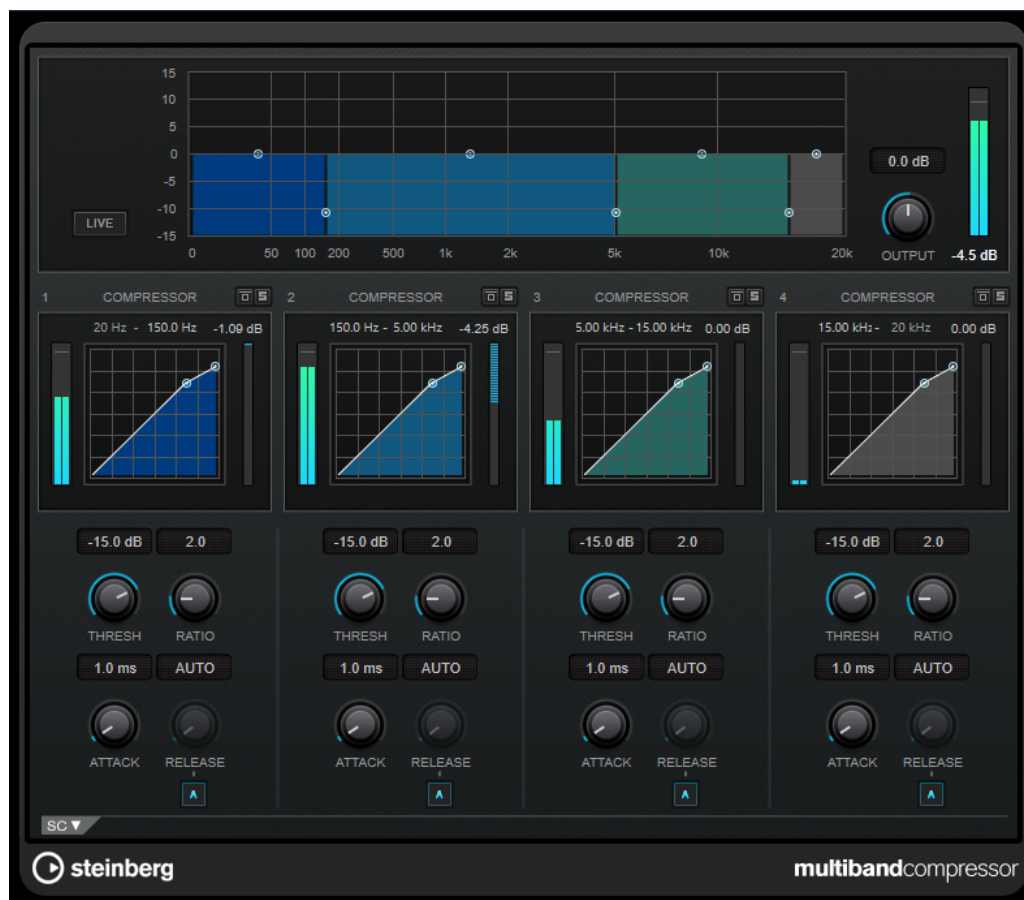 15
10
5
0
-5
-10
-15
LIVE
0 50 100 200 500 1k 2k 5k 10k 20k
0.0 dB
OUTPUT -4.5 dB
1 COMPRESSOR S 2 COMPRESSOR S 3 COMPRESSOR S 4 COMPRESSOR S
20 Hz - 150.0 Hz -1.09 dB 150.0 Hz - 5.00 kHz -4.25 dB 5.00 kHz - 15.00 kHz 0.00 dB 15.00 kHz - 20 kHz 0.00 dB
-15.0 dB 2.0 -15.0 dB 2.0 -15.0 dB 2.0 -15.0 dB 2.0
THRESH RATIO THRESH RATIO THRESH RATIO THRESH RATIO
1.0 ms AUTO 1.0 ms AUTO 1.0 ms AUTO 1.0 ms AUTO
ATTACK RELEASE ATTACK RELEASE ATTACK RELEASE ATTACK RELEASE
A A A A
SC ▼
steinberg multibandcompressor